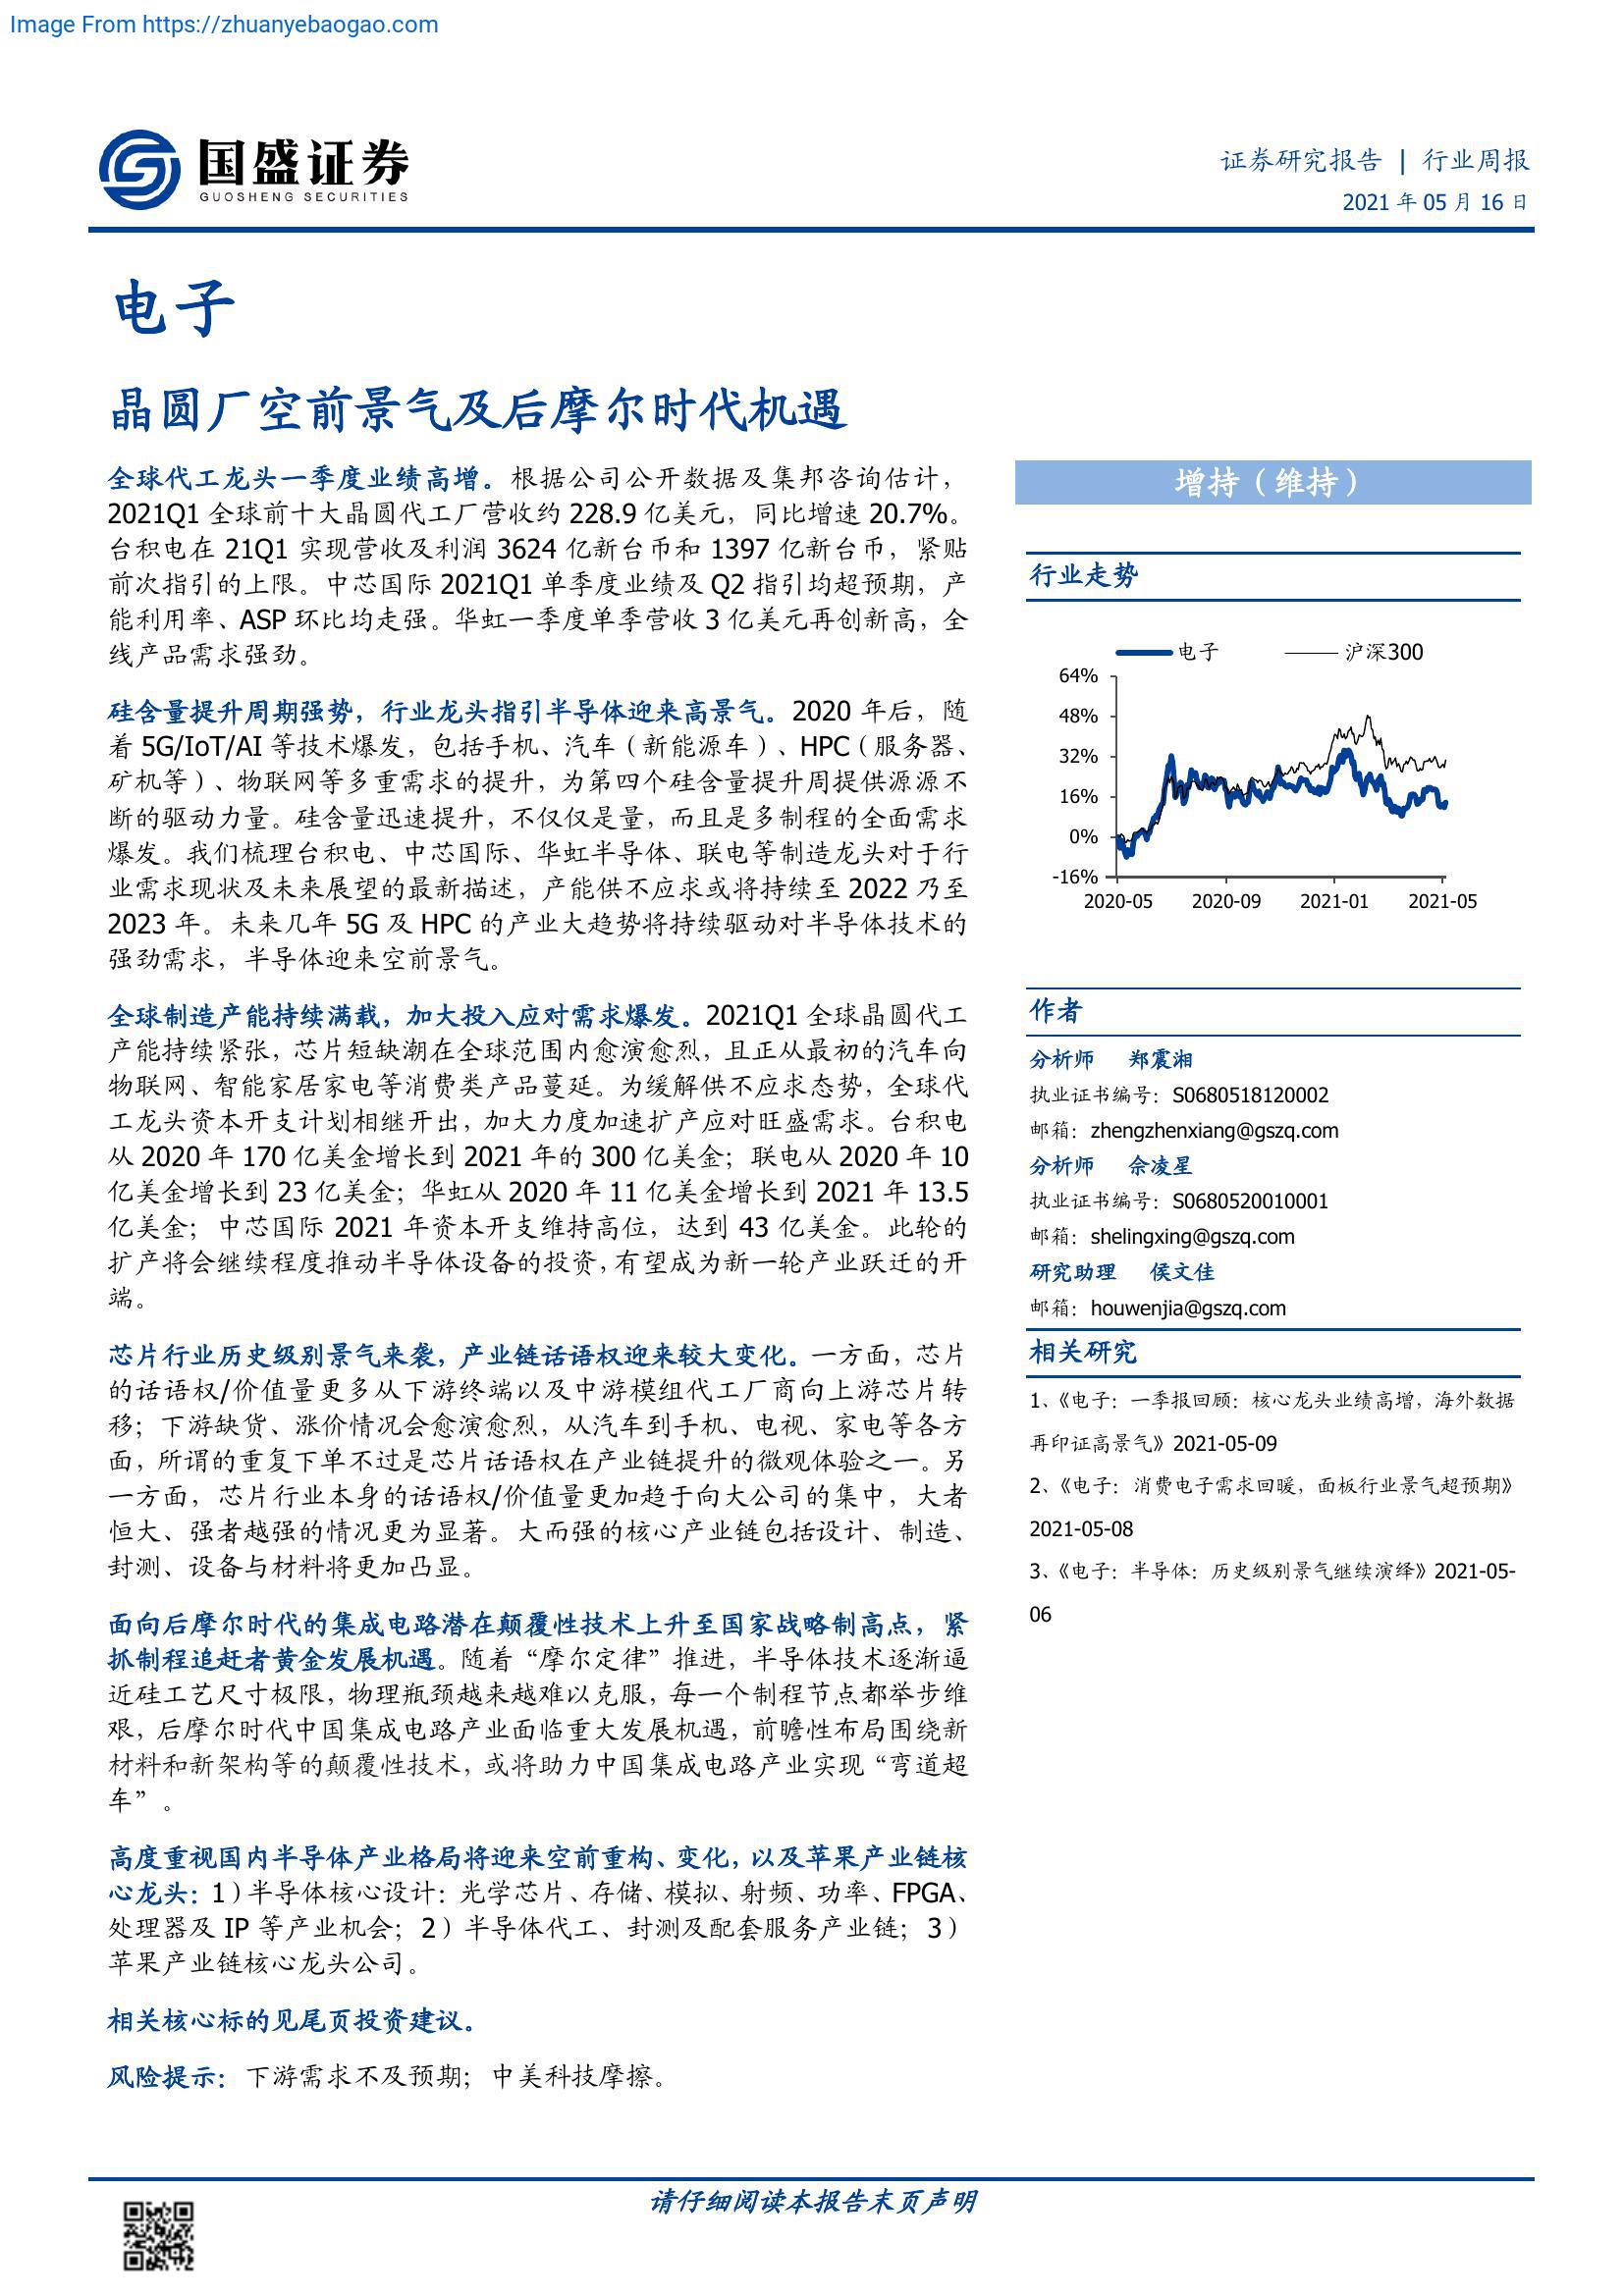 Image From https://zhuanyebaogao.com
国盛证券
GUOSHENG SECURITIES
证券研究报告 | 行业周报
2021 年 05 月 16 日
电子
晶圆厂空前景气及后摩尔时代机遇
全球代工龙头一季度业绩高增。根据公司公开数据及集邦咨询估计，
2021Q1 全球前十大晶圆代工厂营收约 228.9 亿美元，同比增速 20.7%。
台积电在 21Q1 实现营收及利润 3624 亿新台币和 1397 亿新台币，紧贴
前次指引的上限。中芯国际 2021Q1 单季度业绩及 Q2 指引均超预期，产
能利用率、ASP 环比均走强。华虹一季度单季营收 3 亿美元再创新高，全
线产品需求强劲。
硅含量提升周期强势，行业龙头指引半导体迎来高景气。2020 年后，随
着 5G/IoT/AI 等技术爆发，包括手机、汽车（新能源车）、HPC（服务器、
矿机等）、物联网等多重需求的提升，为第四个硅含量提升周提供源源不
断的驱动力量。硅含量迅速提升，不仅仅是量，而且是多制程的全面需求
爆发。我们梳理台积电、中芯国际、华虹半导体、联电等制造龙头对于行
业需求现状及未来展望的最新描述，产能供不应求或将持续至 2022 乃至
2023 年。未来几年 5G 及 HPC 的产业大趋势将持续驱动对半导体技术的
强劲需求，半导体迎来空前景气。
全球制造产能持续满载，加大投入应对需求爆发。2021Q1 全球晶圆代工
产能持续紧张，芯片短缺潮在全球范围内愈演愈烈，且正从最初的汽车向
物联网、智能家居家电等消费类产品蔓延。为缓解供不应求态势，全球代
工龙头资本开支计划相继开出，加大力度加速扩产应对旺盛需求。台积电
从 2020 年 170 亿美金增长到 2021 年的 300 亿美金；联电从 2020 年 10
亿美金增长到 23 亿美金；华虹从 2020 年 11 亿美金增长到 2021 年 13.5
亿美金；中芯国际 2021 年资本开支维持高位，达到 43 亿美金。此轮的
扩产将会继续程度推动半导体设备的投资，有望成为新一轮产业跃迁的开
端。
芯片行业历史级别景气来袭，产业链话语权迎来较大变化。一方面，芯片
的话语权/价值量更多从下游终端以及中游模组代工厂商向上游芯片转
移；下游缺货、涨价情况会愈演愈烈，从汽车到手机、电视、家电等各方
面，所谓的重复下单不过是芯片话语权在产业链提升的微观体验之一。另
一方面，芯片行业本身的话语权/价值量更加趋于向大公司的集中，大者
恒大、强者越强的情况更为显著。大而强的核心产业链包括设计、制造、
封测、设备与材料将更加凸显。
面向后摩尔时代的集成电路潜在颠覆性技术上升至国家战略制高点，紧
抓制程追赶者黄金发展机遇。随着“摩尔定律”推进，半导体技术逐渐逼
近硅工艺尺寸极限，物理瓶颈越来越难以克服，每一个制程节点都举步维
艰，后摩尔时代中国集成电路产业面临重大发展机遇，前瞻性布局围绕新
材料和新架构等的颠覆性技术，或将助力中国集成电路产业实现“弯道超
车”。
高度重视国内半导体产业格局将迎来空前重构、变化，以及苹果产业链核
心龙头：1）半导体核心设计：光学芯片、存储、模拟、射频、功率、FPGA、
处理器及 IP 等产业机会；2）半导体代工、封测及配套服务产业链；3）
苹果产业链核心龙头公司。
相关核心标的见尾页投资建议。
风险提示：下游需求不及预期；中美科技摩擦。
增持（维持）
行业走势
电子 沪深300
64%
48%
32%
16%
0%
-16%
2020-05 2020-09 2021-01 2021-05
作者
分析师 郑震湘
执业证书编号：S0680518120002
邮箱：zhengzhenxiang@gszq.com
分析师 佘凌星
执业证书编号：S0680520010001
邮箱：shelingxing@gszq.com
研究助理 侯文佳
邮箱：houwenjia@gszq.com
相关研究
1、《电子：一季报回顾：核心龙头业绩高增，海外数据
再印证高景气》2021-05-09
2、《电子：消费电子需求回暖，面板行业景气超预期》
2021-05-08
3、《电子：半导体：历史级别景气继续演绎》2021-05-
06
请仔细阅读本报告末页声明